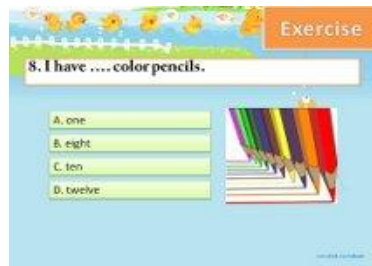 Exercise
8. I have .... color pencils.
A. one
B. eight
C. ten
D. twelve